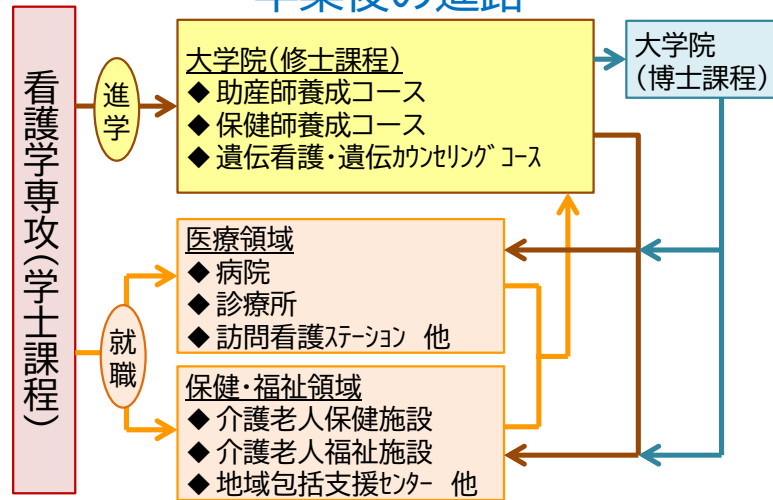 卒業後の進路
看護学専攻(学士課程)
進学
大学院(修士課程)
◆ 助産師養成コース
◆ 保健師養成コース
◆ 遺伝看護・遺伝ｶｳﾝｾﾘﾝｸﾞｺｰｽ
大学院
(博士課程)
就職
医療領域
◆ 病院
◆ 診療所
◆ 訪問看護ｽﾃｰｼｮﾝ 他
保健・福祉領域
◆ 介護老人保健施設
◆ 介護老人福祉施設
◆ 地域包括支援ｾﾝﾀｰ 他